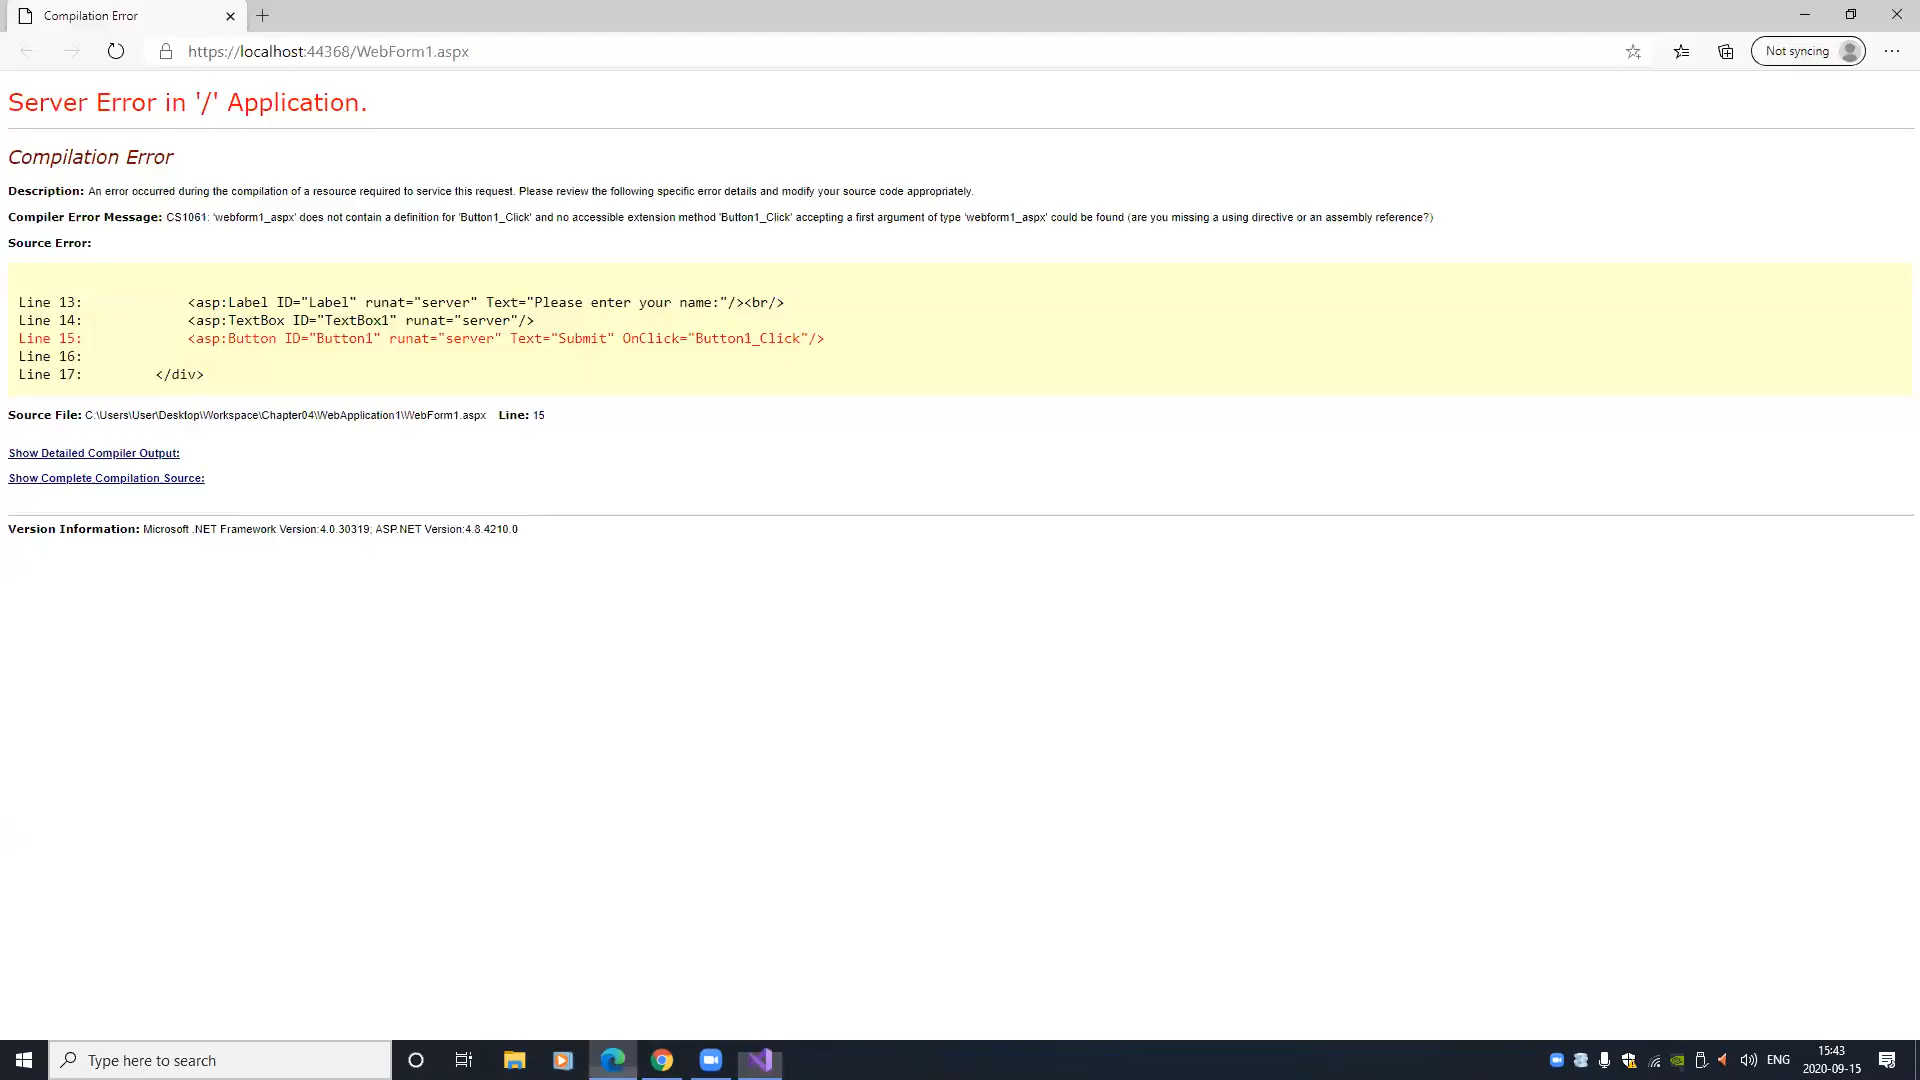 Compilation Error
https://localhost:44368/WebForm1.aspx
Not syncing
Server Error in '/' Application.
Compilation Error
Description: An error occurred during the compilation of a resource required to service this request. Please review the following specific error details and modify your source code appropriately.
Compiler Error Message: CS1061: 'webform1_aspx' does not contain a definition for 'Button1_Click' and no accessible extension method 'Button1_Click' accepting a first argument of type 'webform1_aspx' could be found (are you missing a using directive or an assembly reference?)
Source Error:
Line 13:             <asp:Label ID="Label" runat="server" Text="Please enter your name:"/><br/>
Line 14:             <asp:TextBox ID="TextBox1" runat="server"/>
Line 15:             <asp:Button ID="Button1" runat="server" Text="Submit" OnClick="Button1_Click"/>
Line 16:
Line 17:         </div>
Source File: C:\Users\User\Desktop\Workspace\Chapter04\WebApplication1\WebForm1.aspx    Line: 15
Show Detailed Compiler Output:
Show Complete Compilation Source:
Version Information: Microsoft .NET Framework Version:4.0.30319; ASP.NET Version:4.8.4210.0
Type here to search
ENG
15:43
2020-09-15